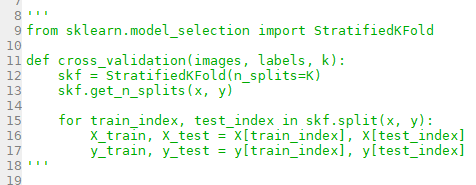 7
8 '''
9 from sklearn.model_selection import StratifiedKFold
10
11 def cross_validation(images, labels, k):
12     skf = StratifiedKFold(n_splits=K)
13     skf.get_n_splits(x, y)
14
15     for train_index, test_index in skf.split(x, y):
16         X_train, X_test = X[train_index], X[test_index]
17         y_train, y_test = y[train_index], y[test_index]
18 '''
19